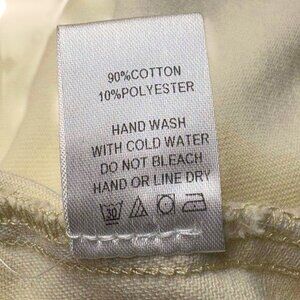 90%COTTON
10%POLYESTER
HAND WASH
WITH COLD WATER
DO NOT BLEACH
HAND OR LINE DRY
30